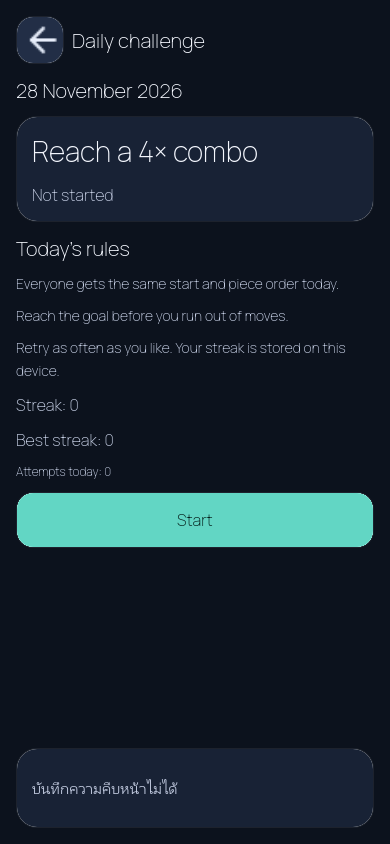 Daily challenge
28 November 2026
Reach a 4× combo
Not started
Today's rules
Everyone gets the same start and piece order today.
Reach the goal before you run out of moves.
Retry as often as you like. Your streak is stored on this
device.
Streak: 0
Best streak: 0
Attempts today: 0
Start
บันทึกความคืบหน้าไม่ได้